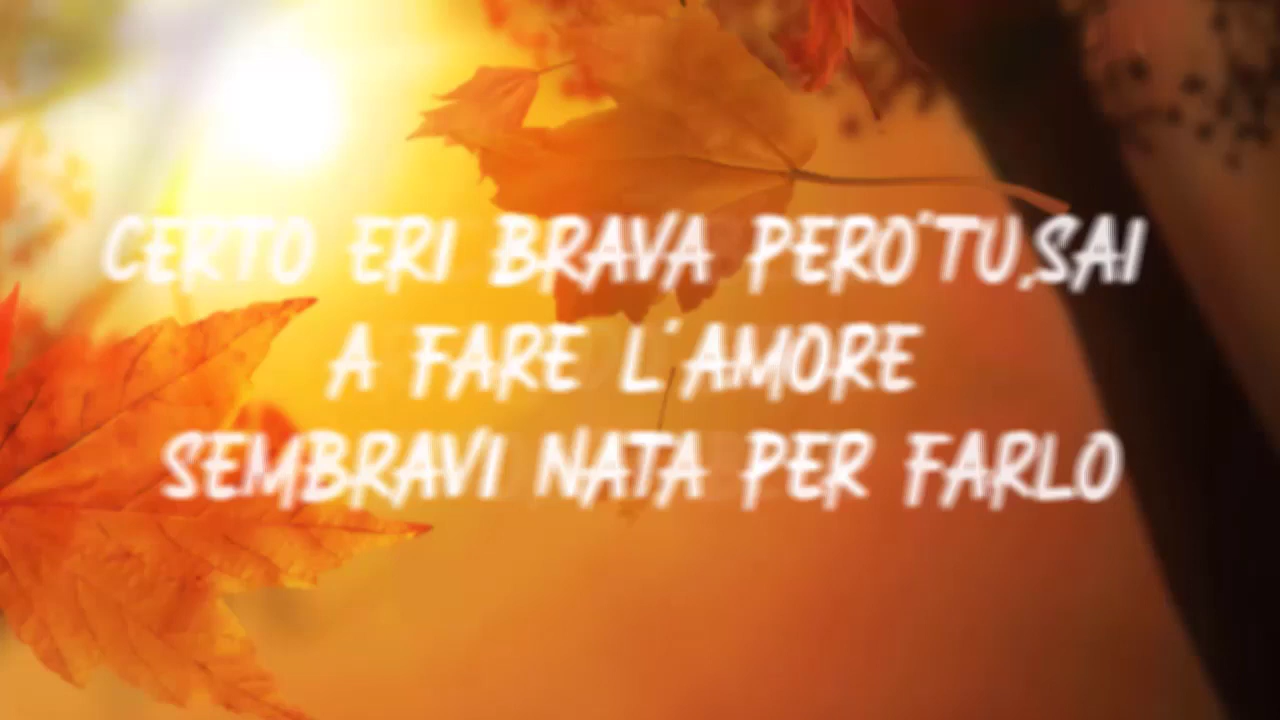 CERTO ERI BRAVA PERO'TU,SAI
A FARE L'AMORE
SEMBRAVI NATA PER FARLO